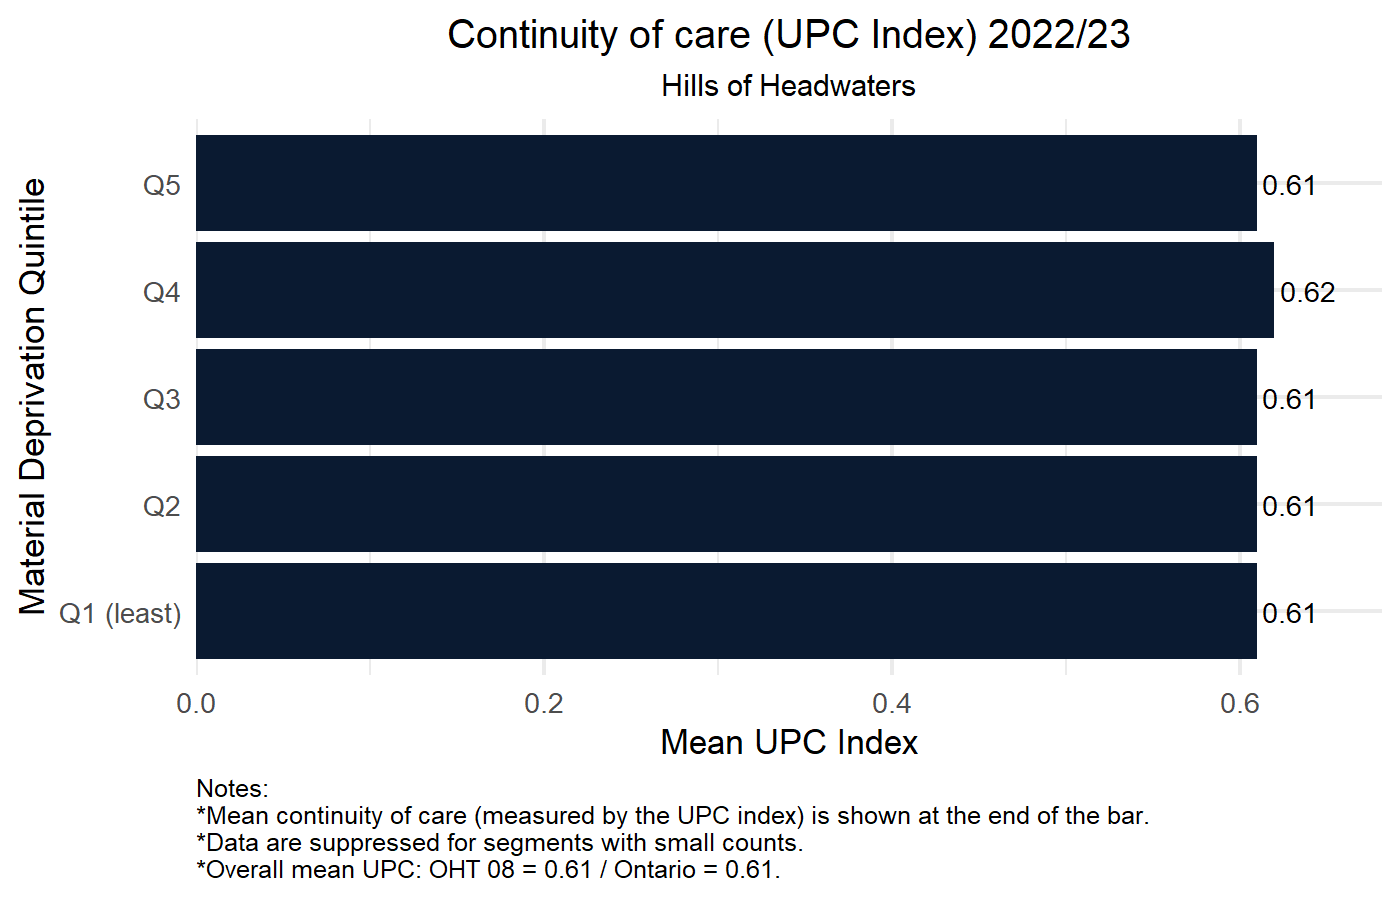 Continuity of care (UPC Index) 2022/23
Hills of Headwaters
Material Deprivation Quintile
Q5
0.61
Q4
0.62
Q3
0.61
Q2
0.61
Q1 (least)
0.61
0.0
0.2
0.4
0.6
Mean UPC Index
Notes:
*Mean continuity of care (measured by the UPC index) is shown at the end of the bar.
*Data are suppressed for segments with small counts.
*Overall mean UPC: OHT 08 = 0.61 / Ontario = 0.61.